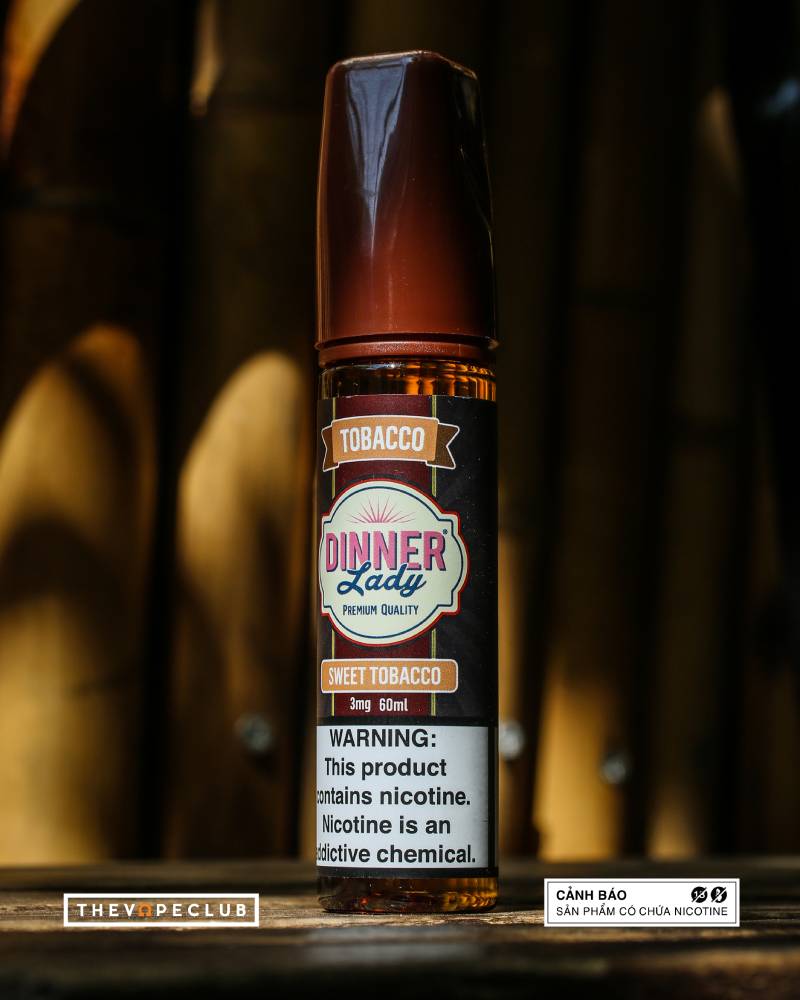 TOBACCO
DINNER®
Lady
PREMIUM QUALITY
SWEET TOBACCO
3mg 60ml
WARNING:
This product
contains nicotine.
Nicotine is an
addictive chemical.
THEVAPECLUB
CẢNH BÁO
SẢN PHẨM CÓ CHỨA NICOTINE